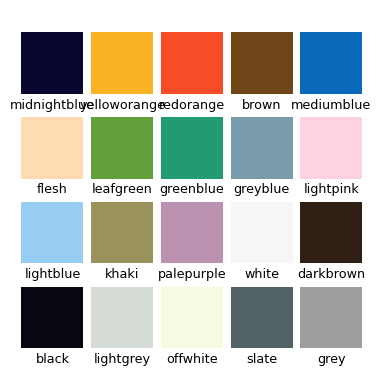 midnightblue yelloworange redorange brown mediumblue
flesh leafgreen greenblue greyblue lightpink
lightblue khaki palepurple white darkbrown
black lightgrey offwhite slate grey